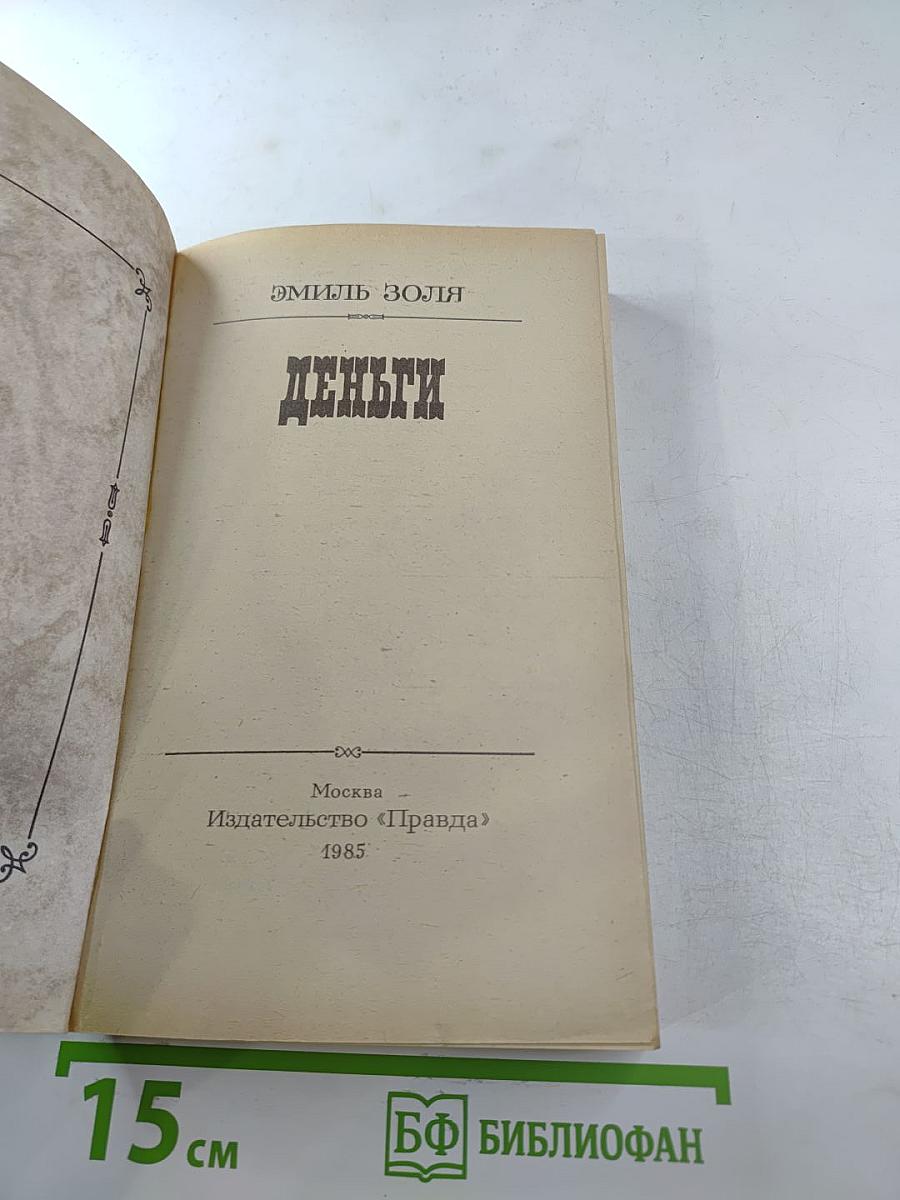 ЭМИЛЬ ЗОЛЯ
ДЕНЬГИ
Москва
Издательство «Правда»
1985
15 см
БФ БИБЛИОФАН